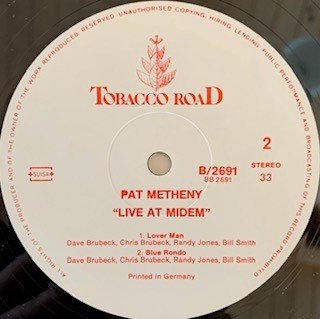 ALL RIGHTS OF THE PRODUCER AND OF THE OWNER OF THE WORK REPRODUCED RESERVED UNAUTHORISED COPYING, HIRING, LENDING, PUBLIC PERFORMANCE AND BROADCASTING OF THIS RECORD PROHIBITED
TOBACCO ROAD
B/2691
BB 2691
2
STEREO
33
SUISA
PAT METHENY
“LIVE AT MIDEM”
1. Lover Man
Dave Brubeck, Chris Brubeck, Randy Jones, Bill Smith
2. Blue Rondo
Dave Brubeck, Chris Brubeck, Randy Jones, Bill Smith
Printed in Germany